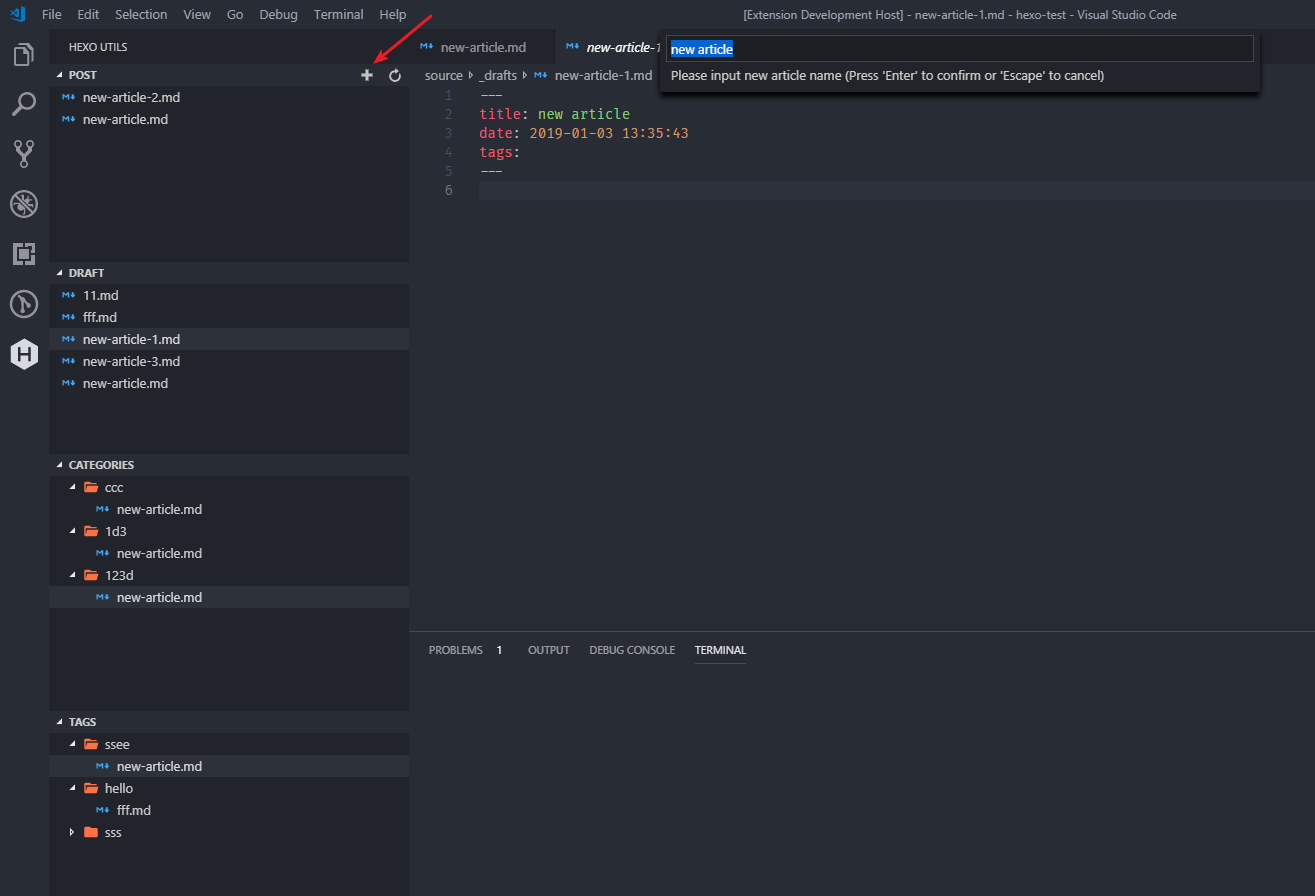 File Edit Selection View Go Debug Terminal Help
[Extension Development Host] - new-article-1.md - hexo-test - Visual Studio Code
HEXO UTILS
POST
new-article-2.md
new-article.md
DRAFT
11.md
fff.md
new-article-1.md
new-article-3.md
new-article.md
CATEGORIES
ccc
new-article.md
1d3
new-article.md
123d
new-article.md
TAGS
ssee
new-article.md
hello
fff.md
sss
new-article.md
new-article-1
new article
Please input new article name (Press 'Enter' to confirm or 'Escape' to cancel)
source _drafts new-article-1.md
1 ---
2 title: new article
3 date: 2019-01-03 13:35:43
4 tags:
5 ---
6
PROBLEMS 1 OUTPUT DEBUG CONSOLE TERMINAL